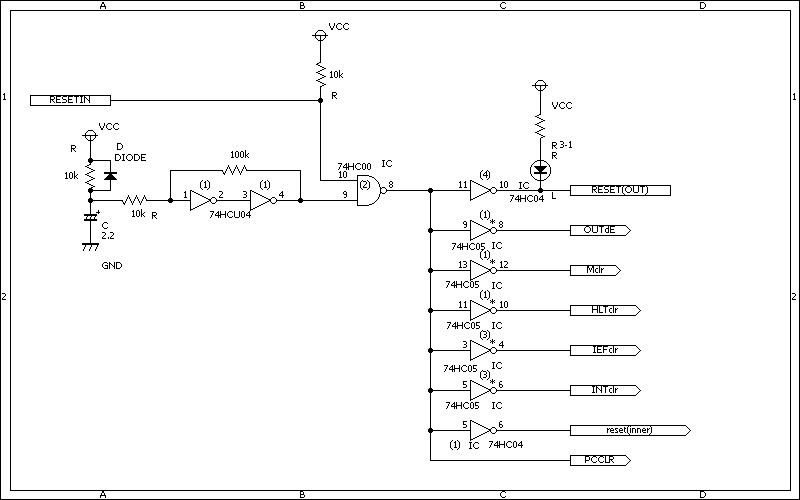 A B C D
VCC
10k
R
1 1
RESETIN
VCC
VCC
R
10k
D
DIODE
R 3-1
R
100k
74HC00 IC
10
(2)
9
8
(1)
1 2
(1)
3 4
74HCU04
10k R
C
2.2
GND
(4)
11 10
IC
74HC04
L
RESET(OUT)
(1)
9 * 8
74HC05 IC
OUTdE
(1)
13 * 12
74HC05 IC
Mclr
2 2
(1)
11 * 10
74HC05 IC
HLTclr
(3)
3 * 4
74HC05 IC
IEFclr
(3)
5 * 6
74HC05 IC
INTclr
5 6
(1) IC 74HC04
reset(inner)
PCCLR
A B C D